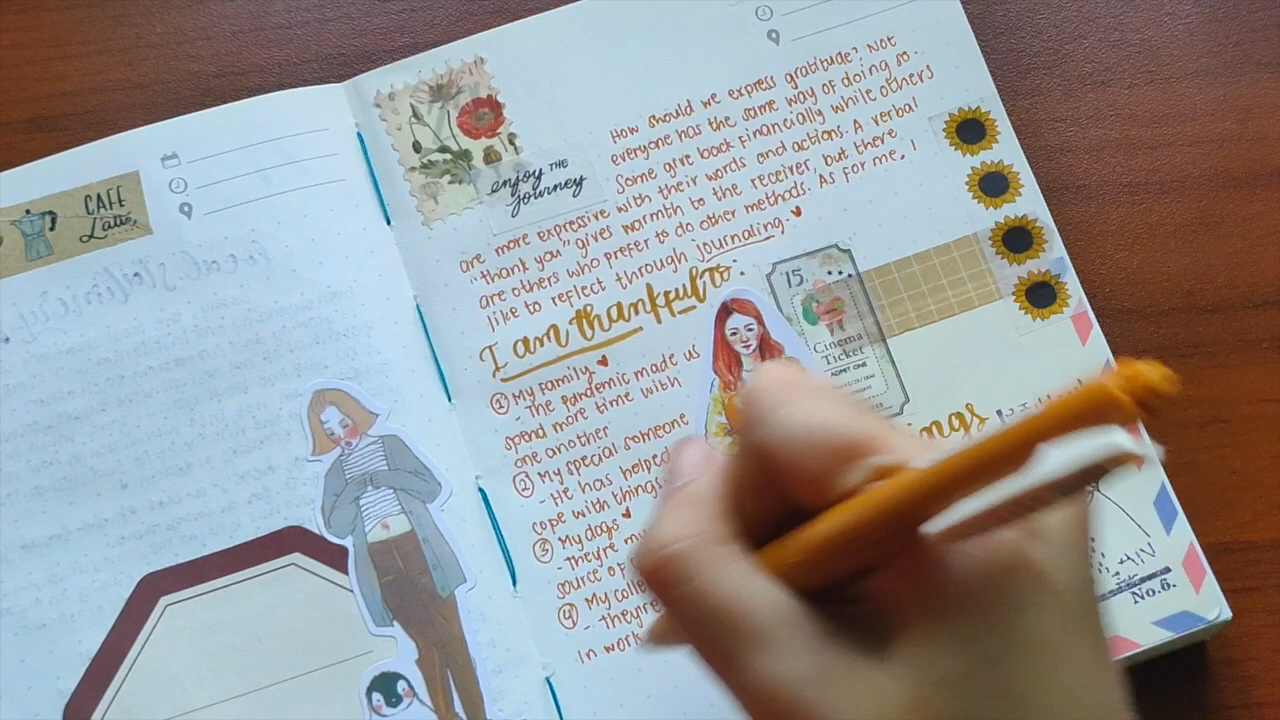 CAFE
Latte
enjoy THE
journey
How should we express gratitude? Not
everyone has the same way of doing so.
Some give back financially while others
are more expressive with their words and actions. A verbal
"thank you" gives warmth to the receiver, but there
are others who prefer to do other methods. As for me, I
like to reflect through journaling.
I am thankful to:
① My family
- The pandemic made us
spend more time with
one another
② My special someone
- He has helped
cope with things.
③ My dogs
- They're my
source of
④ My
- they're
in work
15.
Cinema
Ticket
ADMIT ONE
No.6.